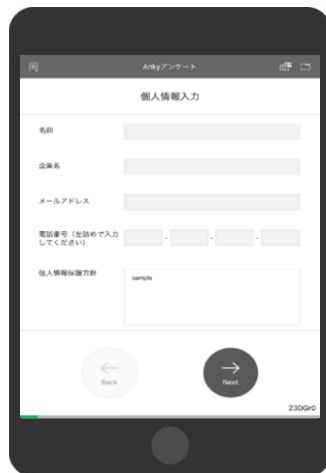 Ankyアンケート
個人情報入力
名前
企業名
メールアドレス
電話番号（左詰めで入力
してください）
- - -
個人情報保護方針
sample
Back
Next
230Gr0